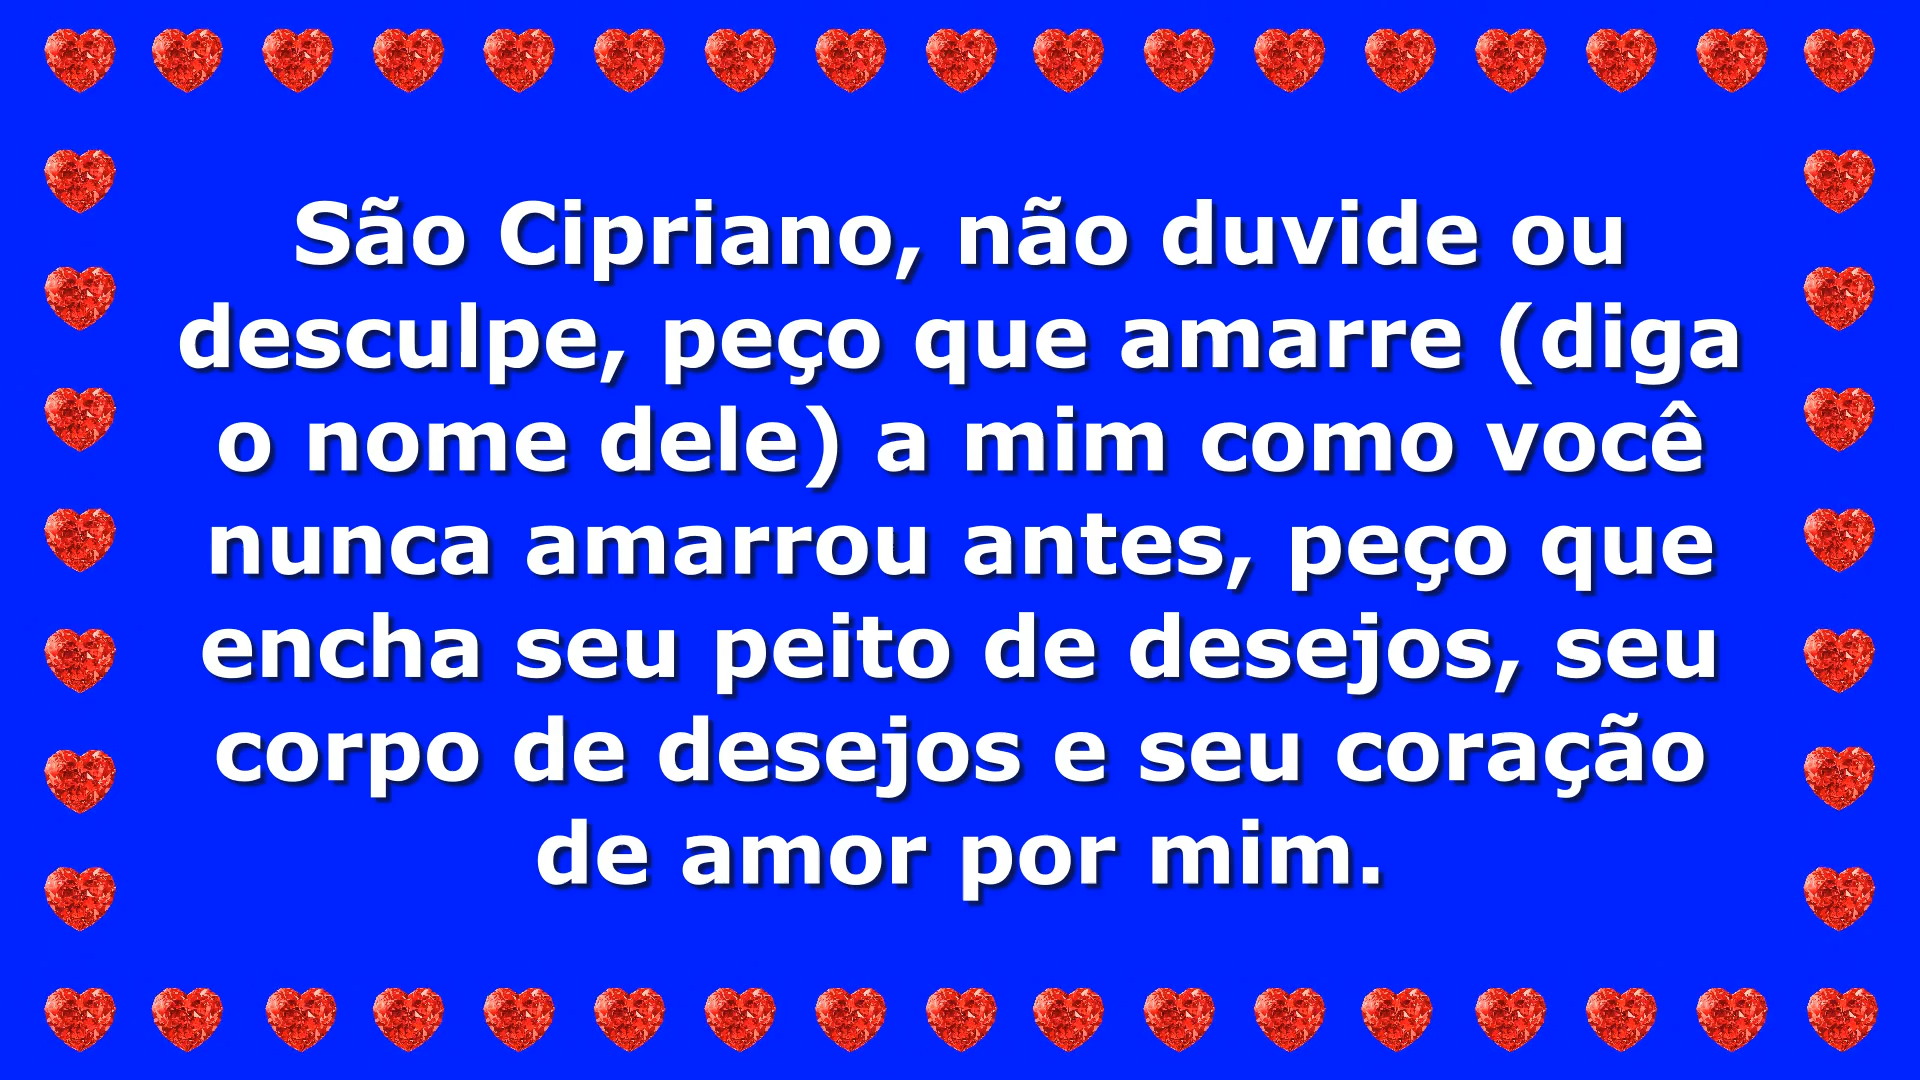 São Cipriano, não duvide ou
desculpe, peço que amarre (diga
o nome dele) a mim como você
nunca amarrou antes, peço que
encha seu peito de desejos, seu
corpo de desejos e seu coração
de amor por mim.